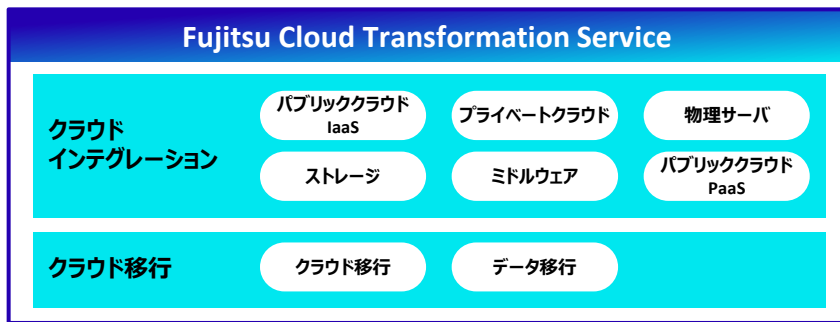 Fujitsu Cloud Transformation Service
クラウド
インテグレーション
パブリッククラウド
IaaS
プライベートクラウド
物理サーバ
ストレージ
ミドルウェア
パブリッククラウド
PaaS
クラウド移行
クラウド移行
データ移行